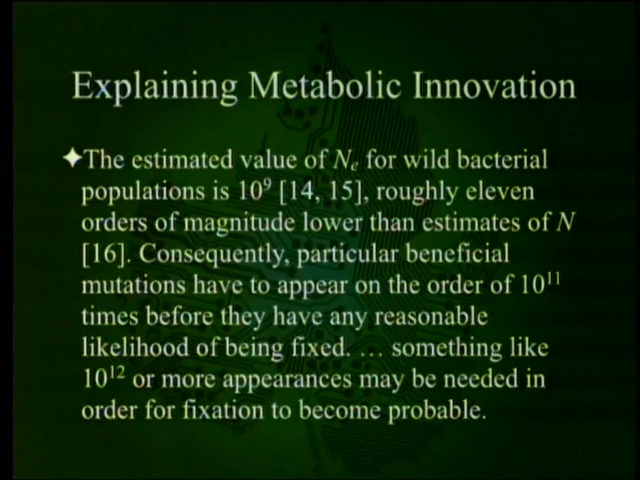 Explaining Metabolic Innovation
✦The estimated value of Nₑ for wild bacterial
populations is 10⁹ [14, 15], roughly eleven
orders of magnitude lower than estimates of N
[16]. Consequently, particular beneficial
mutations have to appear on the order of 10¹¹
times before they have any reasonable
likelihood of being fixed. … something like
10¹² or more appearances may be needed in
order for fixation to become probable.